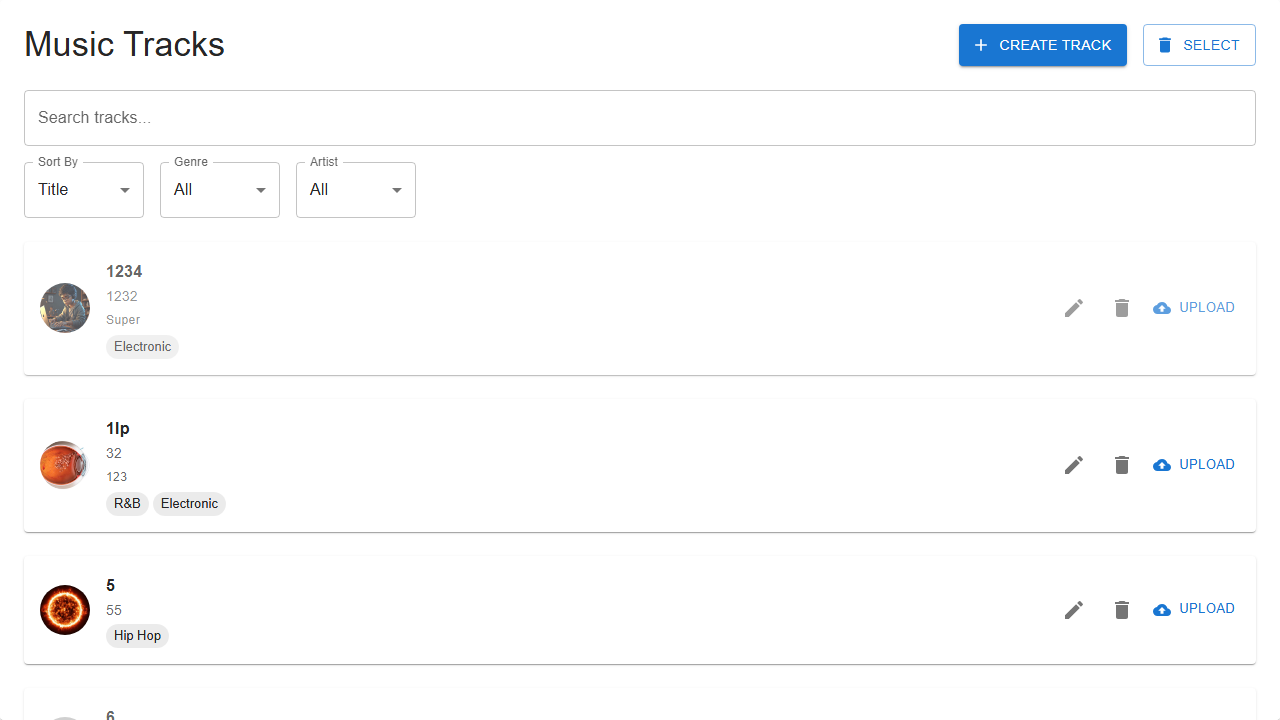 Music Tracks
CREATE TRACK
SELECT
Search tracks...
Sort By
Genre
Artist
Title
All
All
1234
1232
Super
Electronic
UPLOAD
1lp
32
123
R&B Electronic
UPLOAD
5
55
Hip Hop
UPLOAD
6